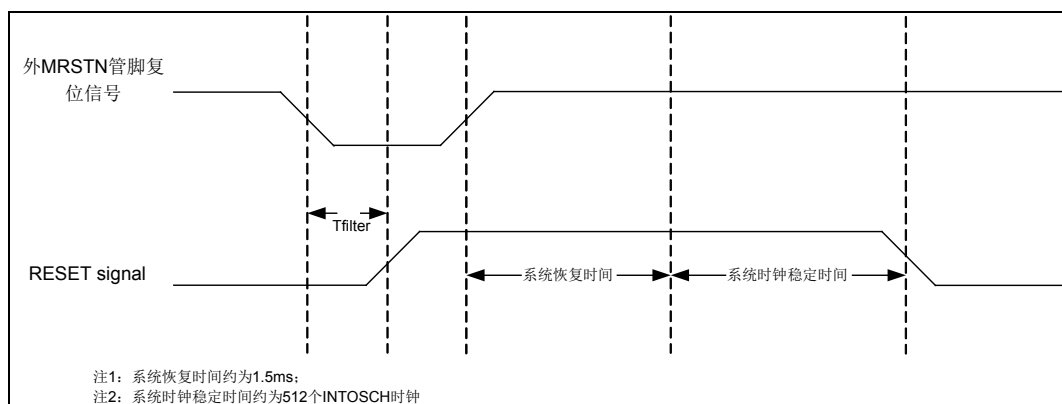 外MRSTN管脚复
位信号
Tfilter
RESET signal
系统恢复时间
系统时钟稳定时间
注1：系统恢复时间约为1.5ms；
注2：系统时钟稳定时间约为512个INTOSCH时钟